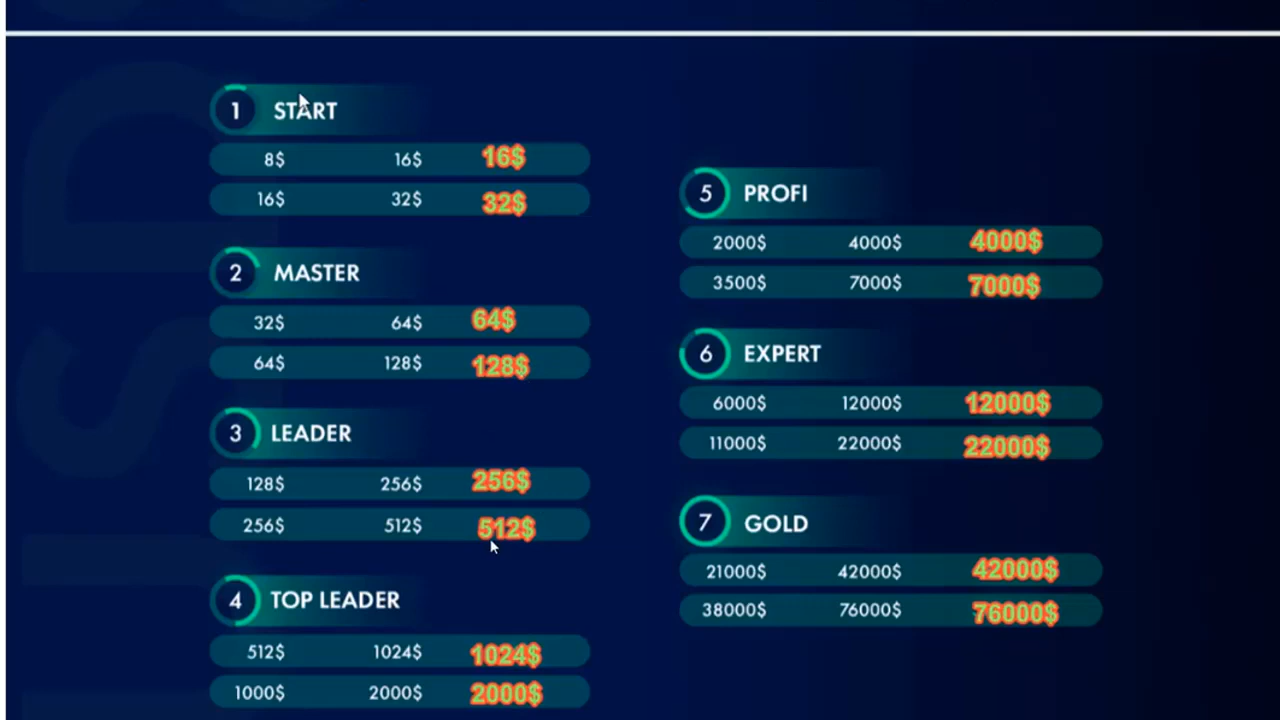 1 START
8$ 16$ 16$
16$ 32$ 32$
2 MASTER
32$ 64$ 64$
64$ 128$ 128$
3 LEADER
128$ 256$ 256$
256$ 512$ 512$
4 TOP LEADER
512$ 1024$ 1024$
1000$ 2000$ 2000$
5 PROFI
2000$ 4000$ 4000$
3500$ 7000$ 7000$
6 EXPERT
6000$ 12000$ 12000$
11000$ 22000$ 22000$
7 GOLD
21000$ 42000$ 42000$
38000$ 76000$ 76000$